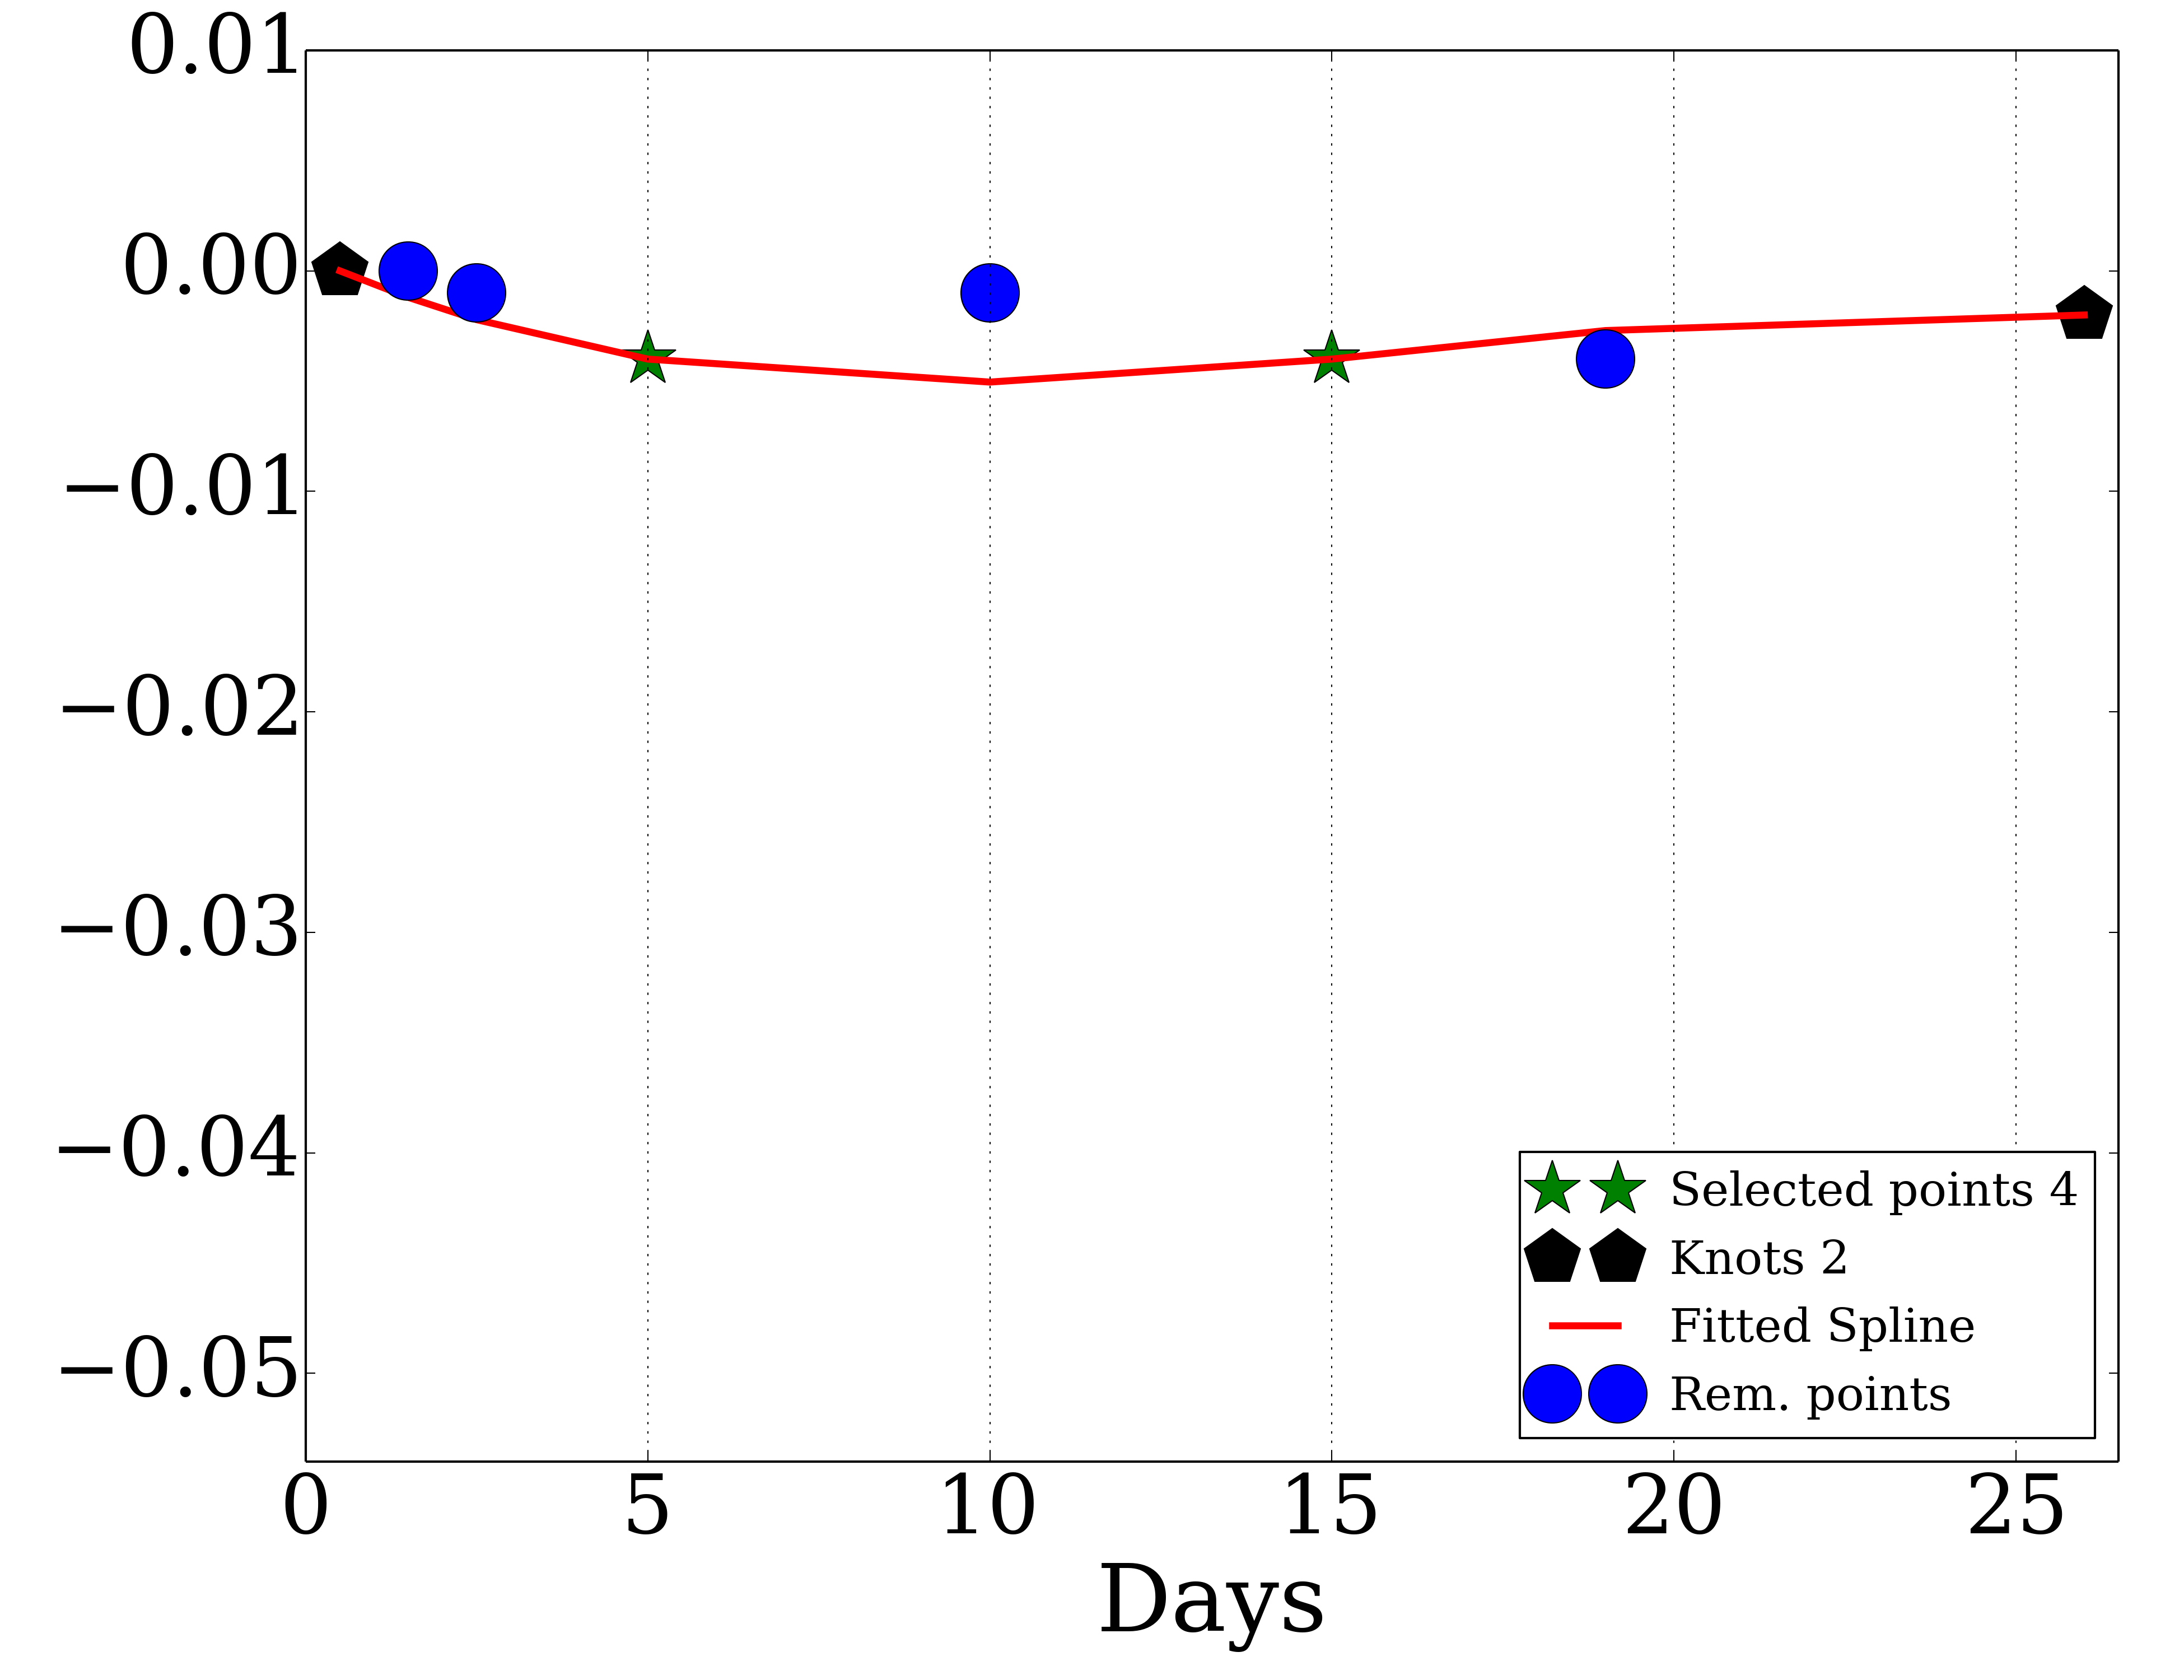 0.01
0.00
−0.01
−0.02
−0.03
−0.04
−0.05
Selected points 4
Knots 2
Fitted Spline
Rem. points
0 5 10 15 20 25
Days